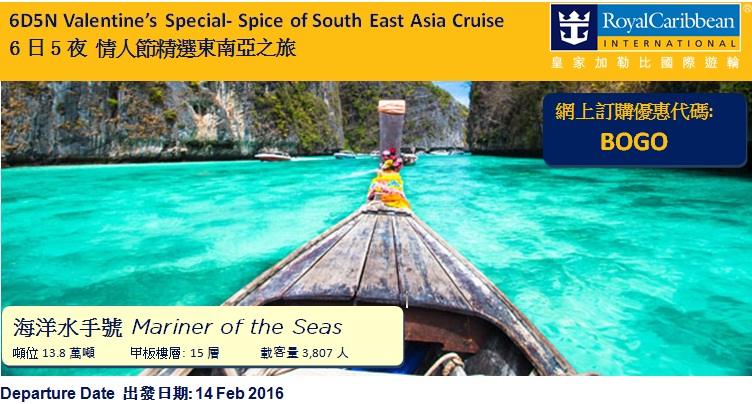 6D5N Valentine's Special- Spice of South East Asia Cruise
6 日 5 夜 情人節精選東南亞之旅
RoyalCaribbean®
INTERNATIONAL
皇家加勒比國際遊輪
網上訂購優惠代碼:
BOGO
海洋水手號 Mariner of the Seas
噸位 13.8 萬噸 甲板樓層: 15 層 載客量 3,807 人
Departure Date 出發日期: 14 Feb 2016